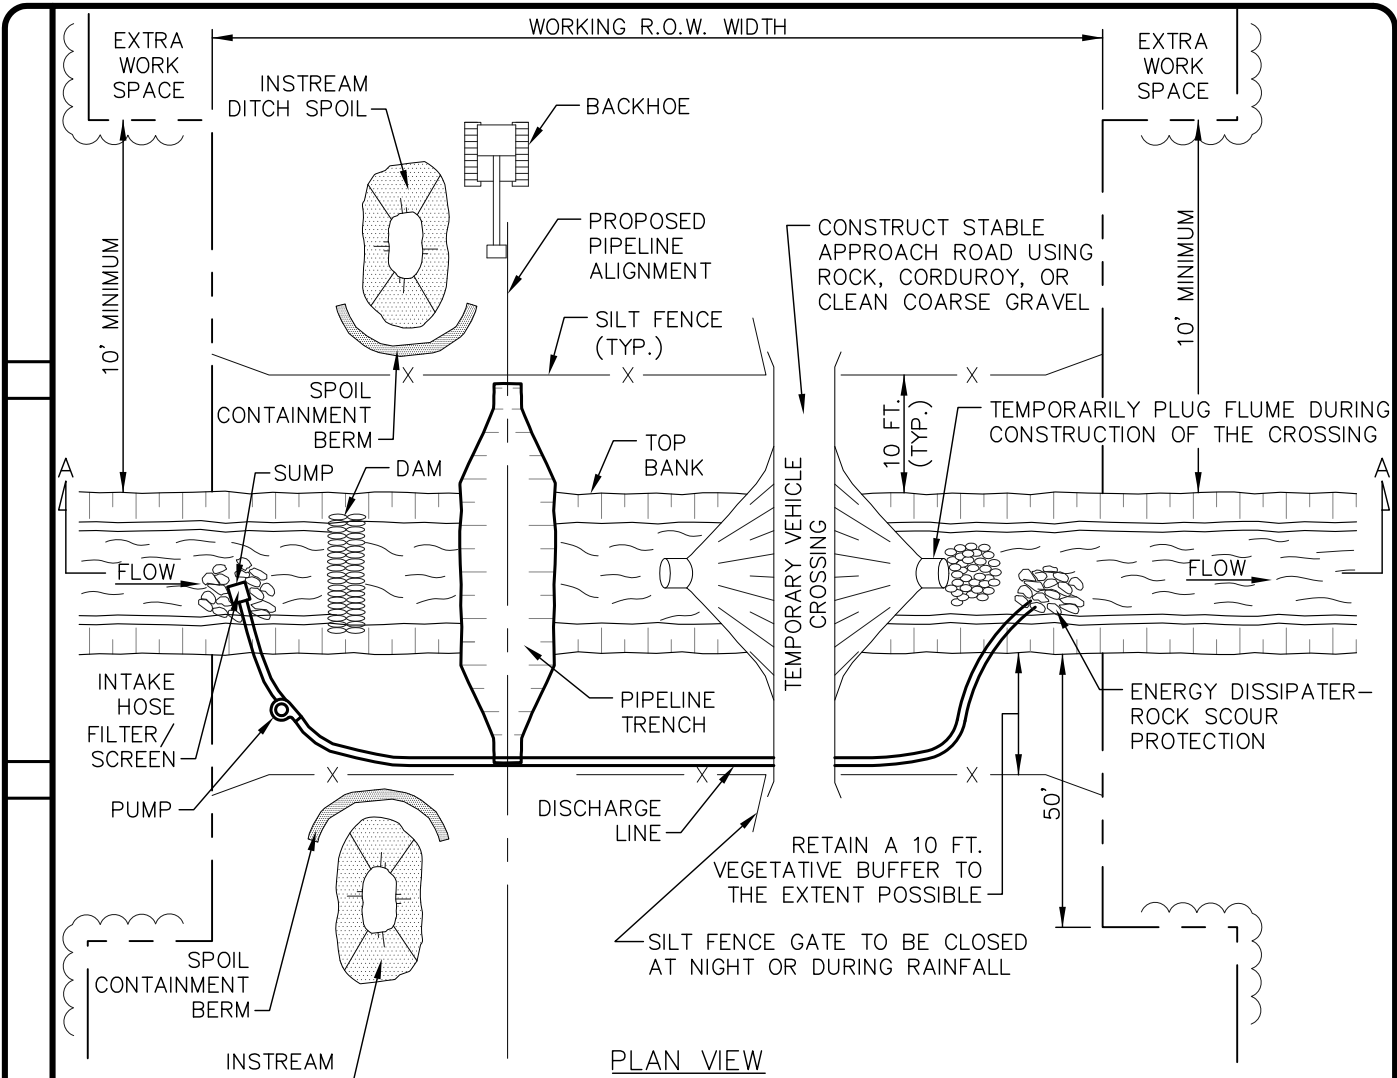 WORKING R.O.W. WIDTH
EXTRA
WORK
SPACE
EXTRA
WORK
SPACE
INSTREAM
DITCH SPOIL
BACKHOE
PROPOSED
PIPELINE
ALIGNMENT
CONSTRUCT STABLE
APPROACH ROAD USING
ROCK, CORDUROY, OR
CLEAN COARSE GRAVEL
10' MINIMUM
10' MINIMUM
SILT FENCE
(TYP.)
X
X
X
SPOIL
CONTAINMENT
BERM
10 FT.
(TYP.)
TEMPORARILY PLUG FLUME DURING
CONSTRUCTION OF THE CROSSING
TOP
BANK
A
SUMP
DAM
A
TEMPORARY VEHICLE
CROSSING
FLOW
FLOW
INTAKE
HOSE
FILTER/
SCREEN
PIPELINE
TRENCH
ENERGY DISSIPATER-
ROCK SCOUR
PROTECTION
X
X
X
PUMP
DISCHARGE
LINE
50'
RETAIN A 10 FT.
VEGETATIVE BUFFER TO
THE EXTENT POSSIBLE
SILT FENCE GATE TO BE CLOSED
AT NIGHT OR DURING RAINFALL
SPOIL
CONTAINMENT
BERM
INSTREAM
PLAN VIEW